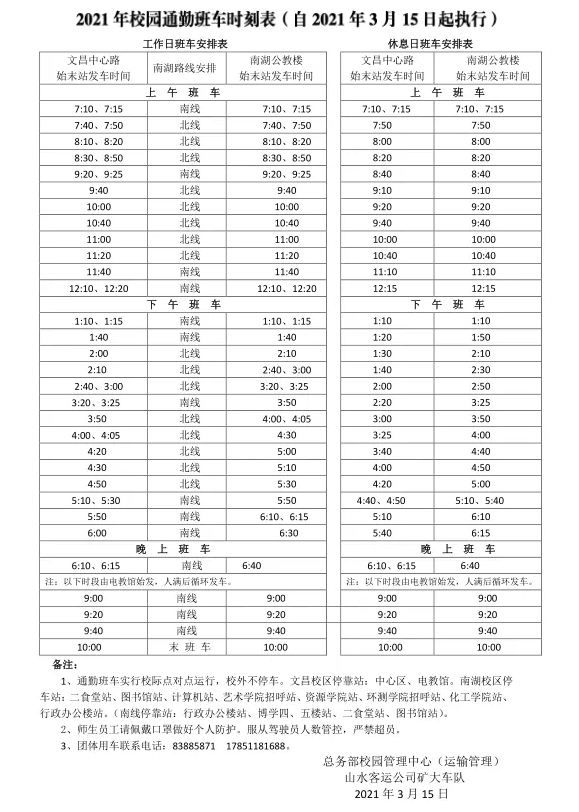 2021 年校园通勤班车时刻表（自 2021 年 3 月 15 日起执行）
工作日班车安排表 休息日班车安排表
文昌中心路 始末站发车时间 南湖路线安排 南湖公教楼 始末站发车时间 文昌中心路 始末站发车时间 南湖公教楼 始末站发车时间
上 午 班 车 上 午 班 车
7:10、7:15 南线 7:10、7:15 7:10、7:15 7:10、7:15
7:40、7:50 北线 7:40、7:50 7:50 7:50
8:10、8:20 北线 8:10、8:20 8:00 8:00
8:30、8:50 北线 8:30、8:50 8:20 8:20
9:20、9:25 南线 9:20、9:25 8:40 8:40
9:40 北线 9:40 9:10 9:10
10:00 北线 10:00 9:20 9:20
10:40 北线 10:40 9:40 9:40
11:00 北线 11:00 10:00 10:00
11:20 北线 11:20 10:40 10:40
11:40 南线 11:40 11:10 11:10
12:10、12:20 南线 12:10、12:20 12:15 12:15
下 午 班 车 下 午 班 车
1:10、1:15 南线 1:10、1:15 1:10 1:10
1:40 南线 1:40 1:20 1:50
2:00 北线 2:10 1:30 2:10
2:10 北线 2:40、3:00 1:40 2:30
2:40、3:00 北线 3:20、3:25 2:00 2:50
3:20、3:25 南线 3:50 2:20 3:25
3:50 北线 4:00、4:05 3:00 3:50
4:00、4:05 北线 4:30 3:25 4:00
4:20 北线 5:00 3:40 4:40
4:30 北线 5:10 4:00 4:50
4:50 北线 5:30 4:20 5:00
5:10、5:30 南线 5:50 4:40、4:50 5:10、5:40
5:50 南线 6:10、6:15 5:10 6:10
6:00 南线 6:30 5:40 6:15
晚 上 班 车 晚 上 班 车
6:10、6:15 南线 6:40 6:10、6:15 6:40
注：以下时段由电教馆始发，人满后循环发车。 注：以下时段由电教馆始发，人满后循环发车。
9:00 南线 9:00 9:00 9:00
9:20 南线 9:20 9:20 9:20
9:40 南线 9:40 9:40 9:40
10:00 末 班 车 10:00 10:00 10:00
备注：
1、通勤班车实行校际点对点运行，校外不停车。文昌校区停靠站：中心区、电教馆。南湖校区停
车站：二食堂站、图书馆站、计算机站、艺术学院招呼站、资源学院站、环测学院招呼站、化工学院站、
行政办公楼站。（南线停靠站：行政办公楼站、博学四、五楼站、二食堂站、图书馆站）。
2、师生员工请佩戴口罩做好个人防护。服从驾驶员人数管控，严禁超员。
3、团体用车联系电话：83885871 17851181688。
总务部校园管理中心（运输管理）
山水客运公司矿大车队
2021 年 3 月 15 日